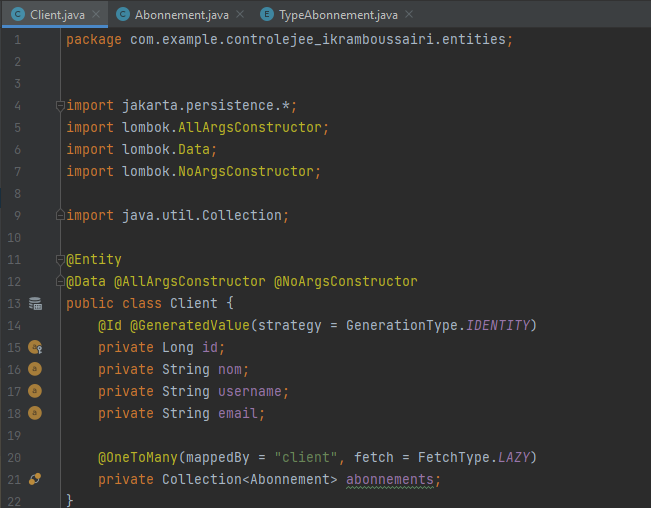 Client.java Abonnement.java TypeAbonnement.java
1 package com.example.controlejee_ikramboussairi.entities;
2
3
4 import jakarta.persistence.*;
5 import lombok.AllArgsConstructor;
6 import lombok.Data;
7 import lombok.NoArgsConstructor;
8
9 import java.util.Collection;
10
11 @Entity
12 @Data @AllArgsConstructor @NoArgsConstructor
13 public class Client {
14 @Id @GeneratedValue(strategy = GenerationType.IDENTITY)
15 private Long id;
16 private String nom;
17 private String username;
18 private String email;
19
20 @OneToMany(mappedBy = "client", fetch = FetchType.LAZY)
21 private Collection<Abonnement> abonnements;
22 }